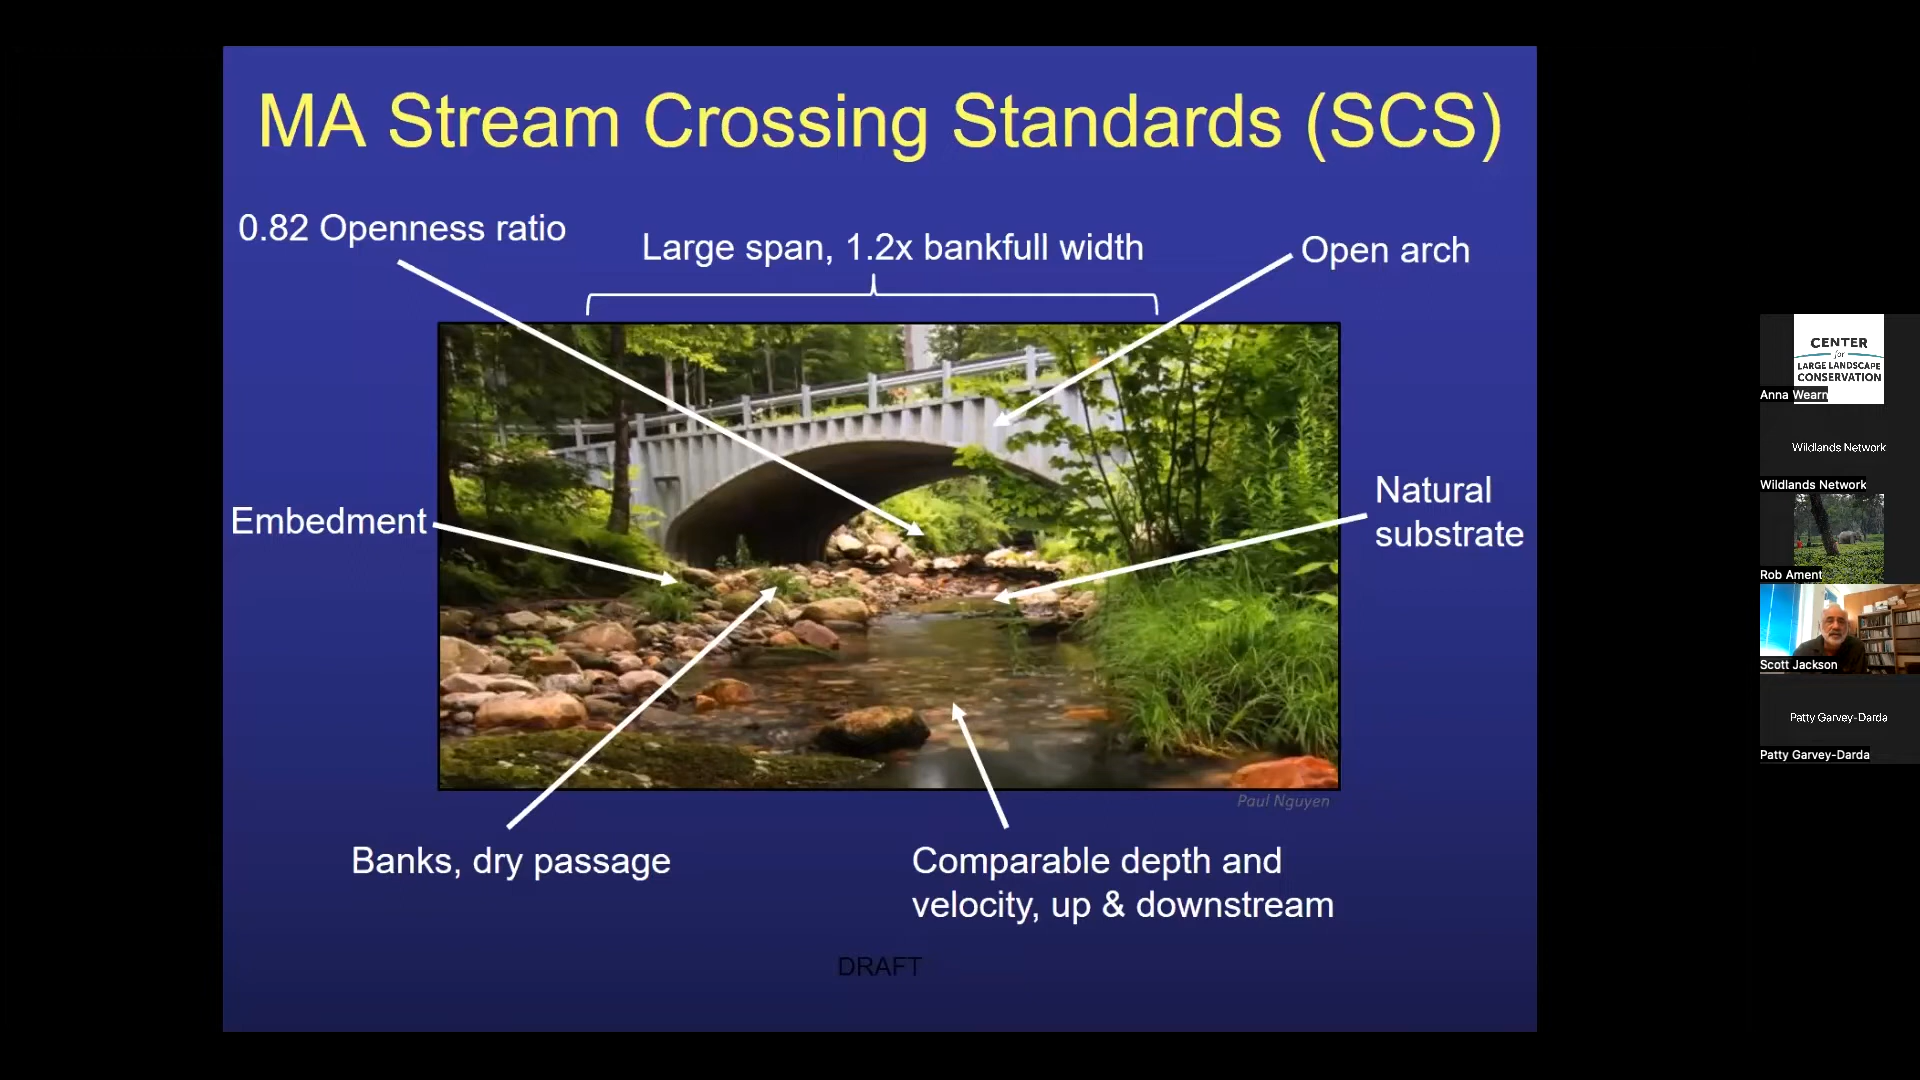 MA Stream Crossing Standards (SCS)
0.82 Openness ratio
Large span, 1.2x bankfull width
Open arch
Embedment
Natural
substrate
Paul Nguyen
Banks, dry passage
Comparable depth and
velocity, up & downstream
DRAFT
CENTER
for
LARGE LANDSCAPE
CONSERVATION
Anna Wearn
Wildlands Network
Wildlands Network
Rob Ament
Scott Jackson
Patty Garvey-Darda
Patty Garvey-Darda